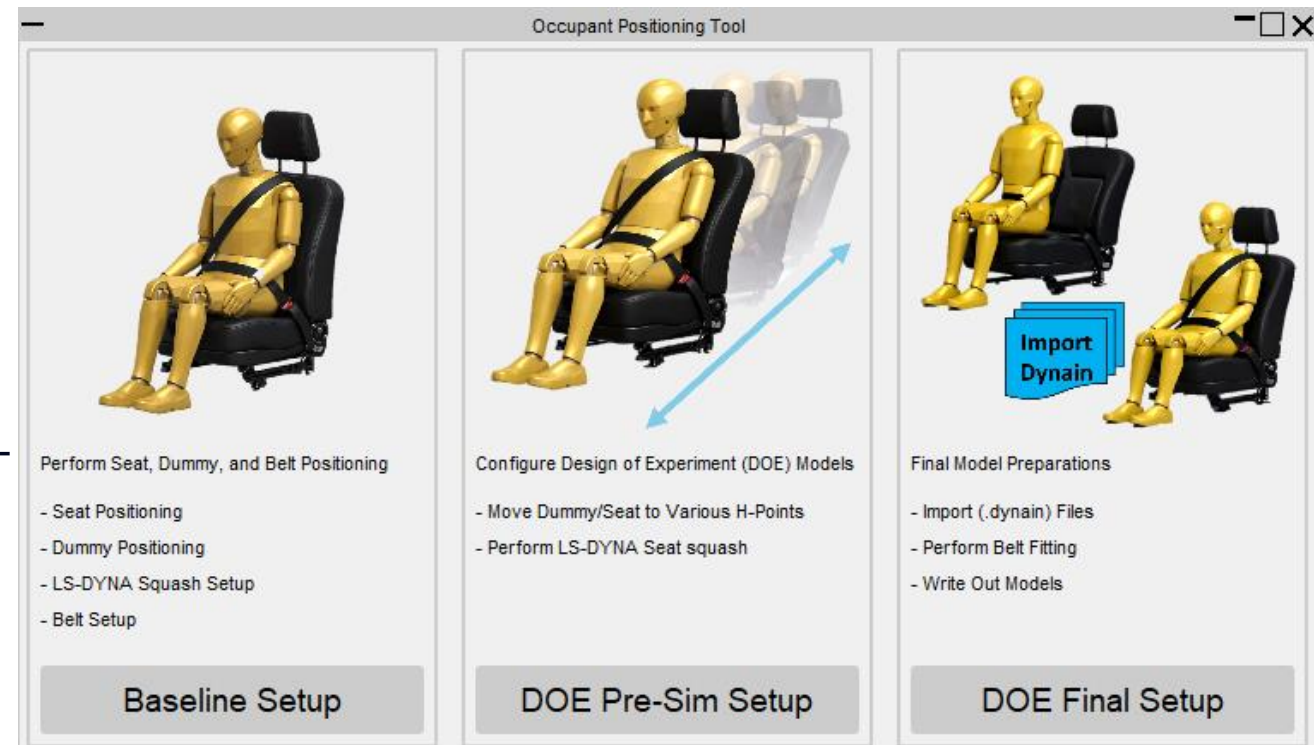 Occupant Positioning Tool
Perform Seat, Dummy, and Belt Positioning
- Seat Positioning
- Dummy Positioning
- LS-DYNA Squash Setup
- Belt Setup
Baseline Setup
Configure Design of Experiment (DOE) Models
- Move Dummy/Seat to Various H-Points
- Perform LS-DYNA Seat squash
DOE Pre-Sim Setup
Import
Dynain
Final Model Preparations
- Import (.dynain) Files
- Perform Belt Fitting
- Write Out Models
DOE Final Setup